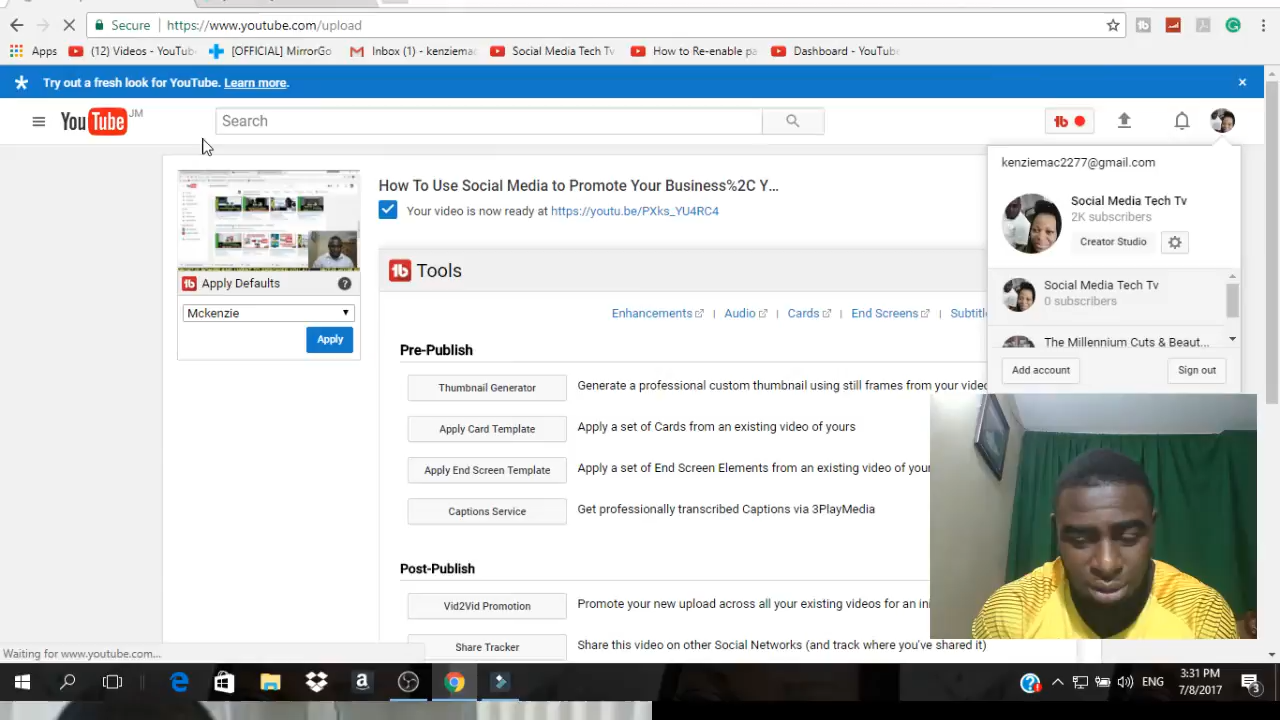 Secure https://www.youtube.com/upload
Apps (12) Videos - YouTube [OFFICIAL] MirrorGo Inbox (1) - kenziemac Social Media Tech Tv How to Re-enable pa Dashboard - YouTube
Try out a fresh look for YouTube. Learn more.
YouTube JM
Search
tb
kenziemac2277@gmail.com
Social Media Tech Tv
2K subscribers
Creator Studio
Social Media Tech Tv
0 subscribers
The Millennium Cuts & Beaut...
Add account Sign out
How To Use Social Media to Promote Your Business%2C Y...
Your video is now ready at https://youtu.be/PXks_YU4RC4
tb Apply Defaults ?
Mckenzie
Apply
tb Tools
Enhancements | Audio | Cards | End Screens | Subtitl
Pre-Publish
Thumbnail Generator Generate a professional custom thumbnail using still frames from your video
Apply Card Template Apply a set of Cards from an existing video of yours
Apply End Screen Template Apply a set of End Screen Elements from an existing video of your
Captions Service Get professionally transcribed Captions via 3PlayMedia
Post-Publish
Vid2Vid Promotion Promote your new upload across all your existing videos for an ini
Share Tracker Share this video on other Social Networks (and track where you've shared it)
Waiting for www.youtube.com...
ENG
3:31 PM
7/8/2017
3